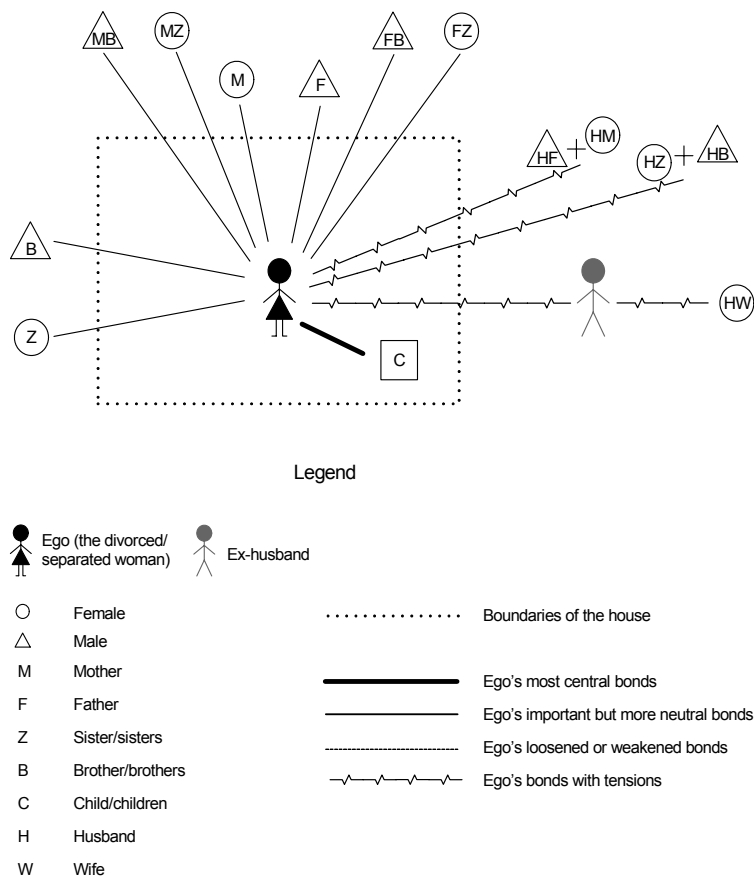 MB
MZ
M
F
FB
FZ
HF
HM
HZ
HB
B
Z
C
HW
Legend
Ego (the divorced/
separated woman)
Ex-husband
Female
Male
M Mother
F Father
Z Sister/sisters
B Brother/brothers
C Child/children
H Husband
W Wife
Boundaries of the house
Ego's most central bonds
Ego's important but more neutral bonds
Ego's loosened or weakened bonds
Ego's bonds with tensions